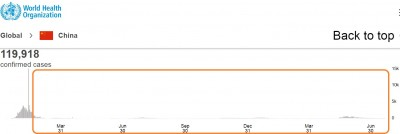 World Health
Organization
Global > China
Back to top
119,918
confirmed cases
15k
10k
5k
0
Mar
31
Jun
30
Sep
30
Dec
31
Mar
31
Jun
30